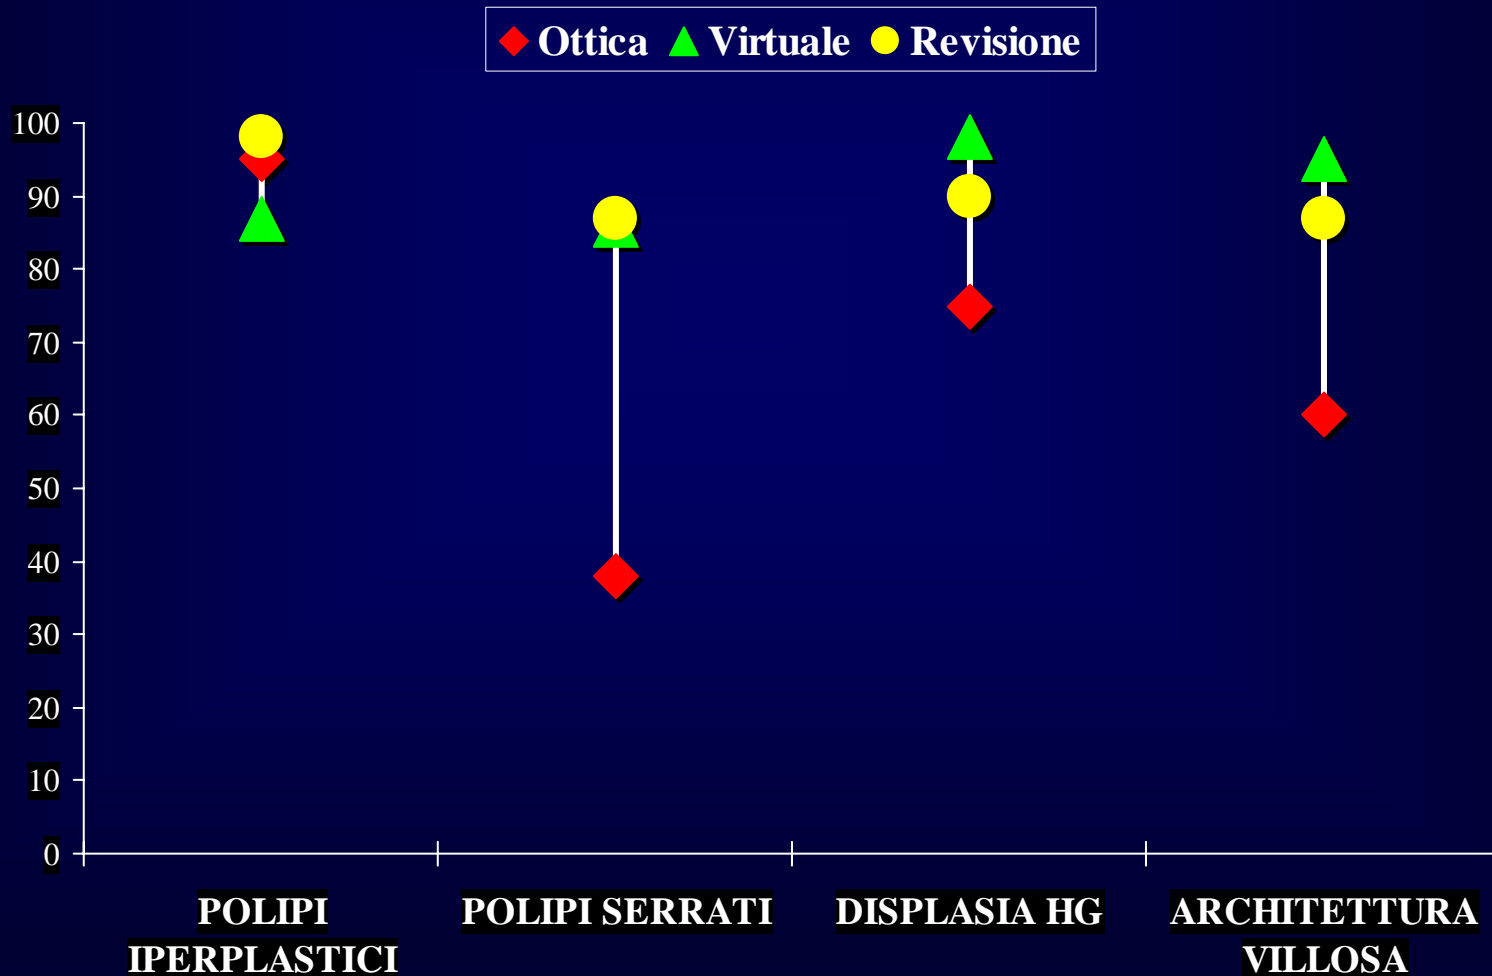 Ottica Virtuale Revisione
100
90
80
70
60
50
40
30
20
10
0
POLIPI IPERPLASTICI
POLIPI SERRATI
DISPLASIA HG
ARCHITETTURA VILLOSA